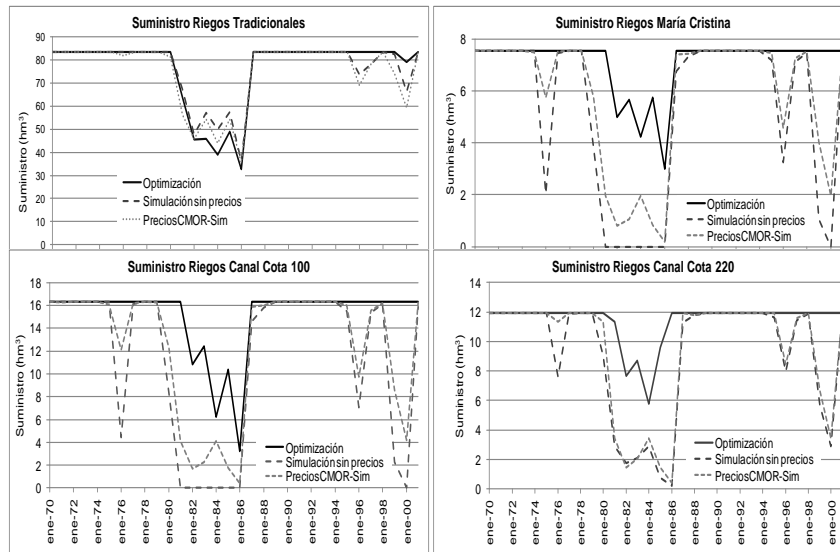 Suministro Riegos Tradicionales
90
80
70
60
50
40
30
20
10
0
Suministro (hm³)
Optimización
Simulación sin precios
PreciosCMOR-Sim
Suministro Riegos María Cristina
8
6
4
2
0
Suministro (hm³)
Optimización
Simulación sin precios
PreciosCMOR-Sim
Suministro Riegos Canal Cota 100
18
16
14
12
10
8
6
4
2
0
Suministro (hm³)
Optimización
Simulación sin precios
PreciosCMOR-Sim
ene-70
ene-72
ene-74
ene-76
ene-78
ene-80
ene-82
ene-84
ene-86
ene-88
ene-90
ene-92
ene-94
ene-96
ene-98
ene-00
Suministro Riegos Canal Cota 220
14
12
10
8
6
4
2
0
Suministro (hm³)
Optimización
Simulación sin precios
PreciosCMOR-Sim
ene-70
ene-72
ene-74
ene-76
ene-78
ene-80
ene-82
ene-84
ene-86
ene-88
ene-90
ene-92
ene-94
ene-96
ene-98
ene-00